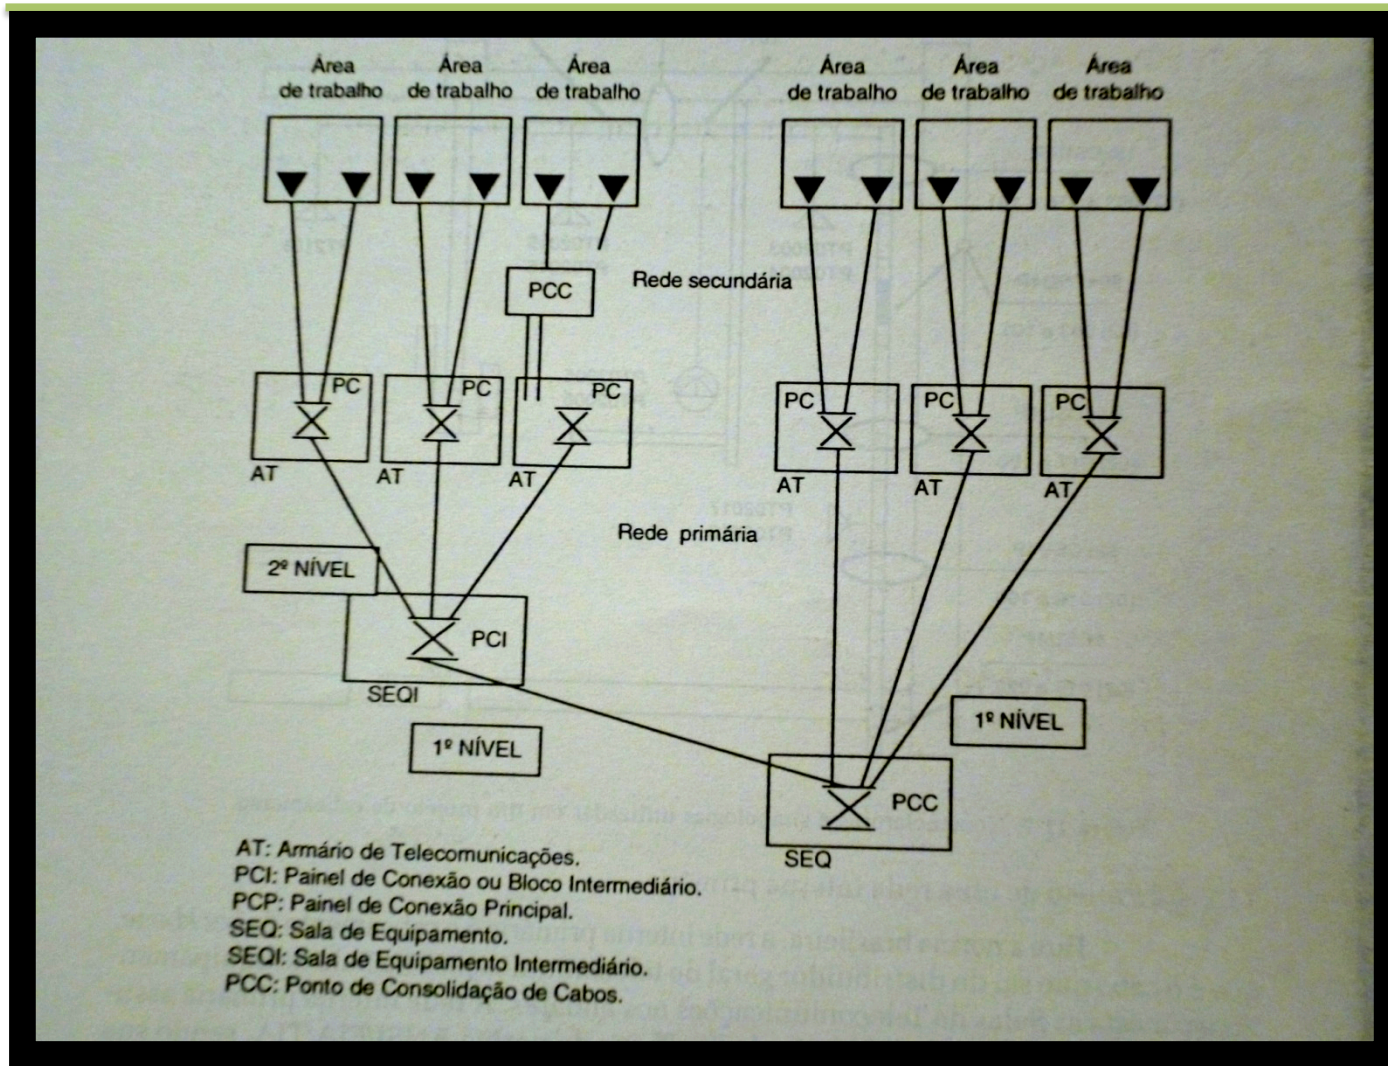 Área
de trabalho
Área
de trabalho
Área
de trabalho
Área
de trabalho
Área
de trabalho
Área
de trabalho
PCC
Rede secundária
PC
PC
PC
PC
PC
PC
AT
AT
AT
AT
AT
AT
Rede primária
2º NÍVEL
PCI
SEQI
1º NÍVEL
1º NÍVEL
PCC
SEQ
AT: Armário de Telecomunicações.
PCI: Painel de Conexão ou Bloco Intermediário.
PCP: Painel de Conexão Principal.
SEQ: Sala de Equipamento.
SEQI: Sala de Equipamento Intermediário.
PCC: Ponto de Consolidação de Cabos.